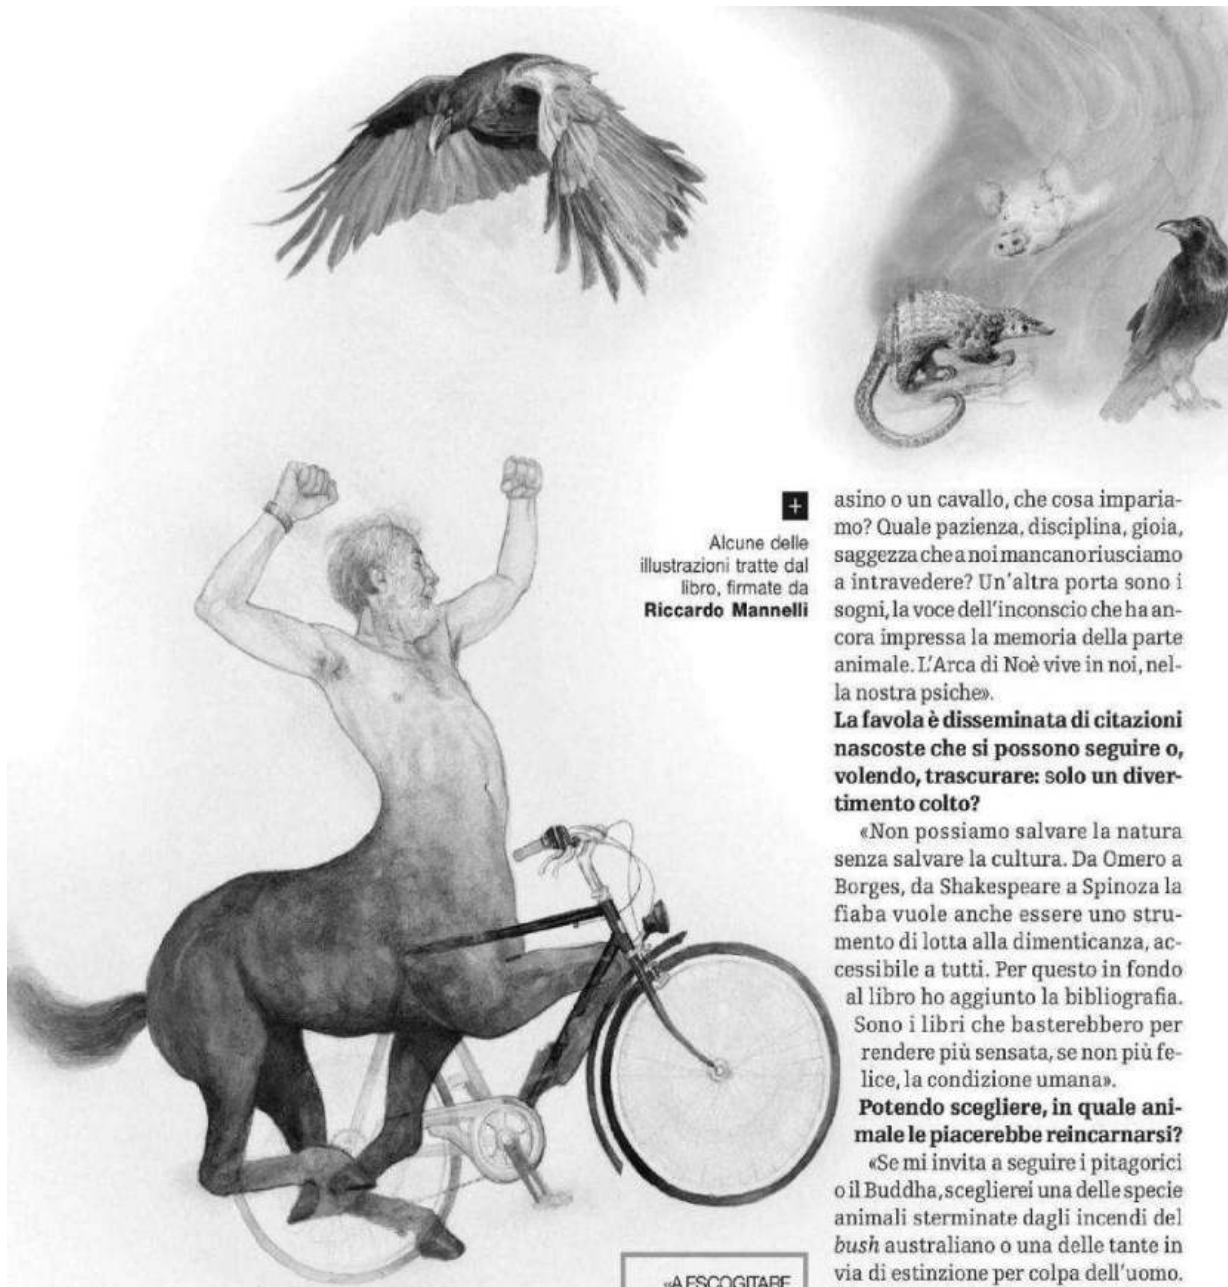 +
Alcune delle
illustrazioni tratte dal
libro, firmate da
Riccardo Mannelli
asino o un cavallo, che cosa imparia-
mo? Quale pazienza, disciplina, gioia,
saggezza che a noi mancano riusciamo
a intravedere? Un'altra porta sono i
sogni, la voce dell'inconscio che ha an-
cora impressa la memoria della parte
animale. L'Arca di Noè vive in noi, nel-
la nostra psiche».
La favola è disseminata di citazioni
nascoste che si possono seguire o,
volendo, trascurare: solo un diver-
timento colto?
«Non possiamo salvare la natura
senza salvare la cultura. Da Omero a
Borges, da Shakespeare a Spinoza la
fiaba vuole anche essere uno stru-
mento di lotta alla dimenticanza, ac-
cessibile a tutti. Per questo in fondo
al libro ho aggiunto la bibliografia.
Sono i libri che basterebbero per
rendere più sensata, se non più fe-
lice, la condizione umana».
Potendo scegliere, in quale ani-
male le piacerebbe reincarnarsi?
«Se mi invita a seguire i pitagorici
o il Buddha, sceglierei una delle specie
animali sterminate dagli incendi del
bush australiano o una delle tante in
via di estinzione per colpa dell'uomo.
«A ESCOGITARE